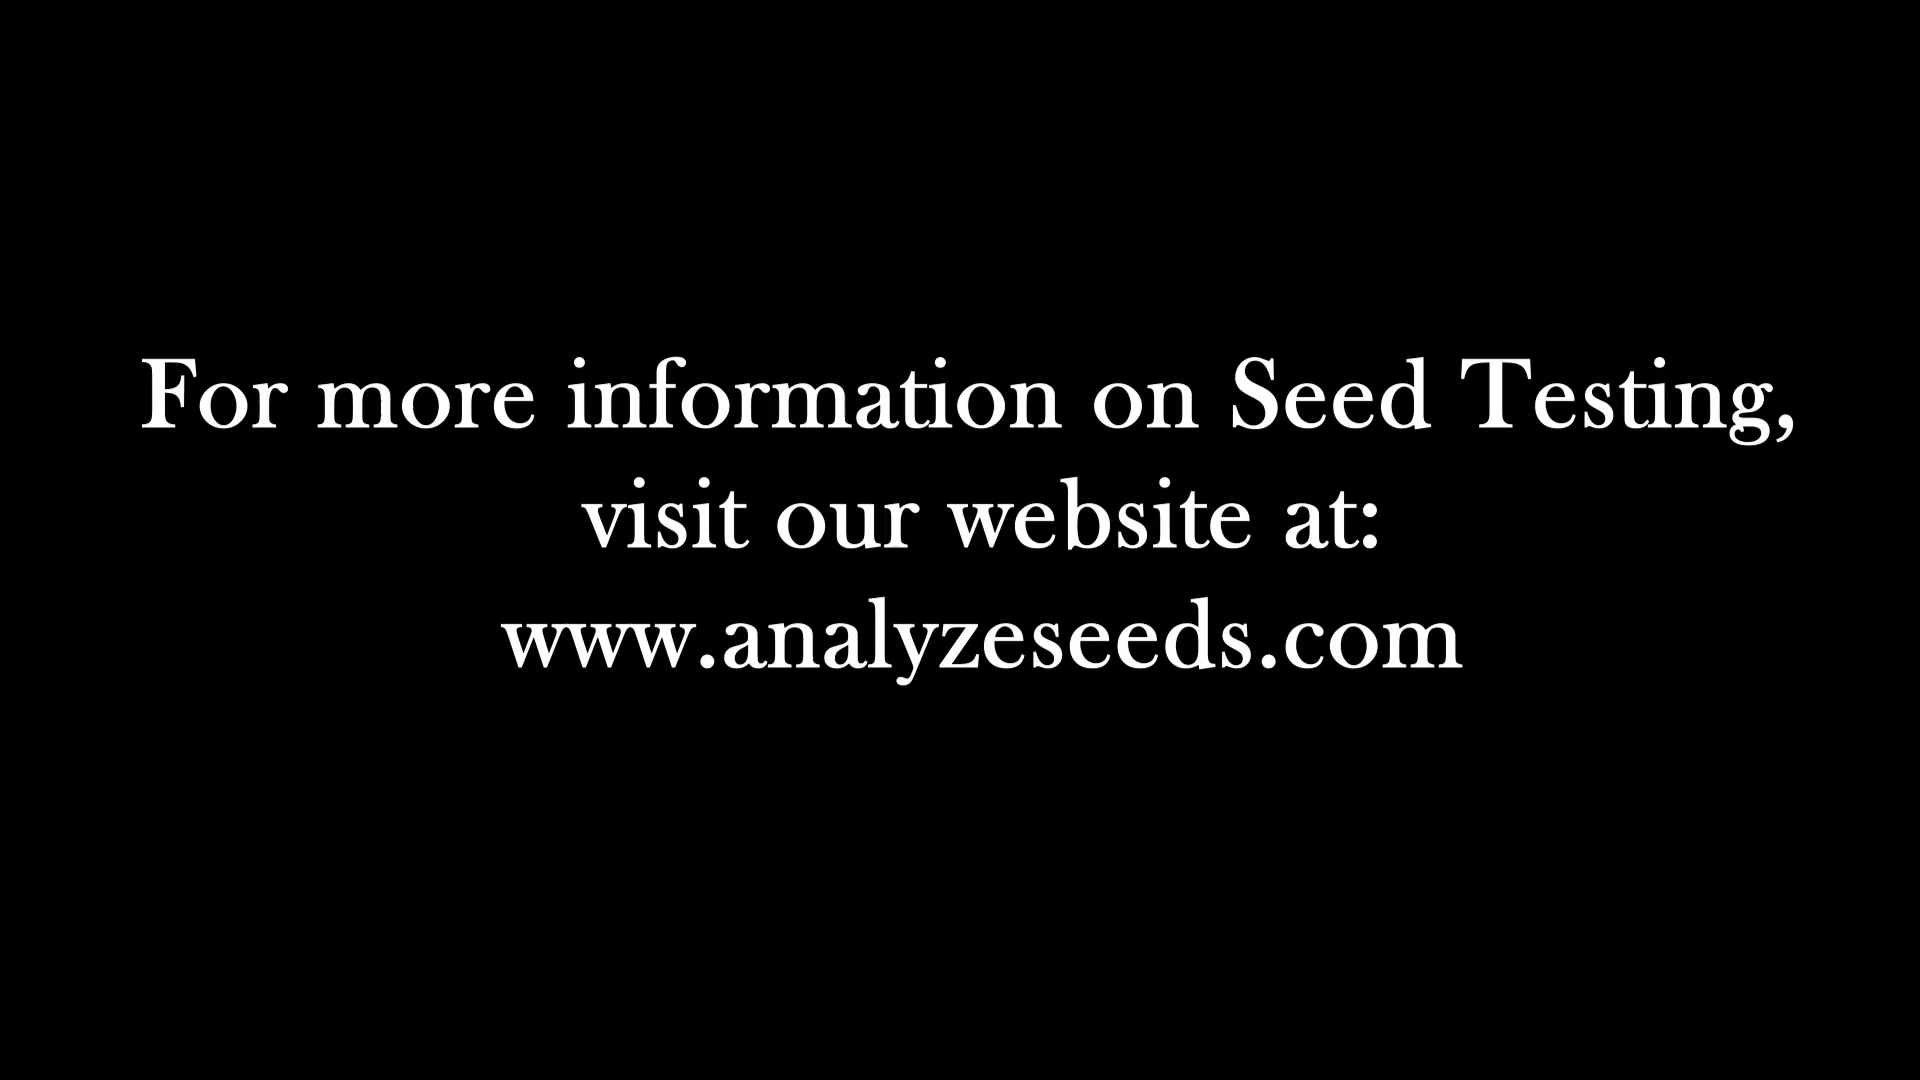 For more information on Seed Testing,
visit our website at:
www.analyzeseeds.com